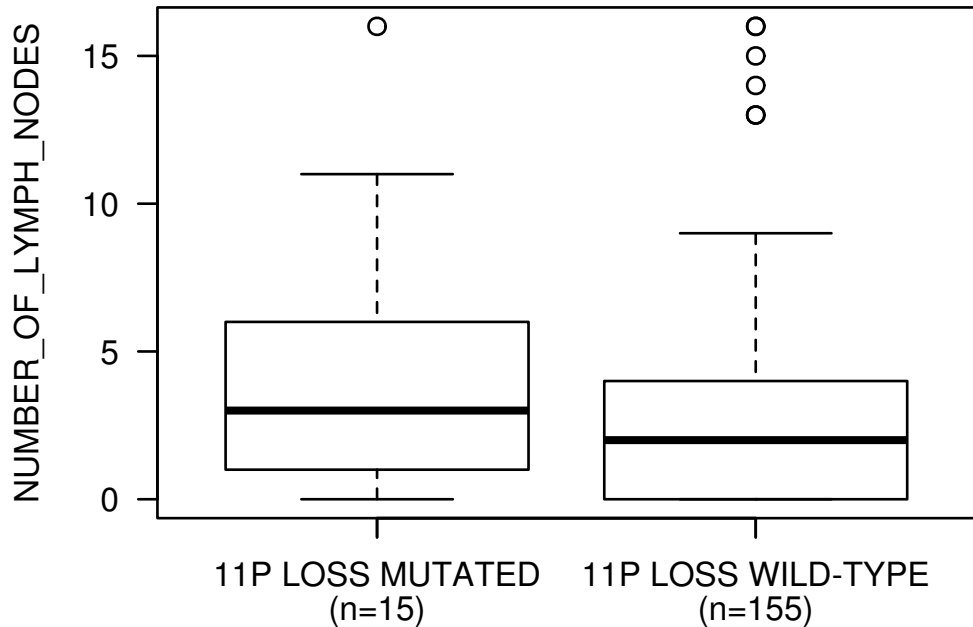 NUMBER_OF_LYMPH_NODES
15
10
5
0
11P LOSS MUTATED
(n=15)
11P LOSS WILD-TYPE
(n=155)